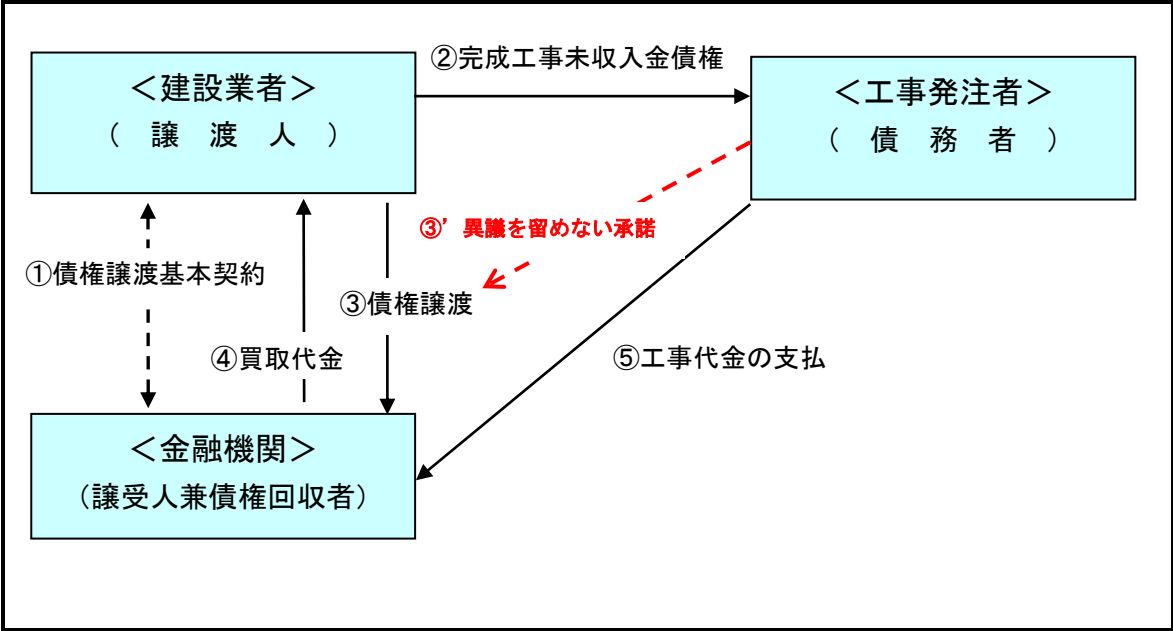 ②完成工事未収入金債権
＜建設業者＞
（　譲　渡　人　）
＜工事発注者＞
（　債　務　者　）
③’異議を留めない承諾
①債権譲渡基本契約
③債権譲渡
④買取代金
⑤工事代金の支払
＜金融機関＞
（譲受人兼債権回収者）